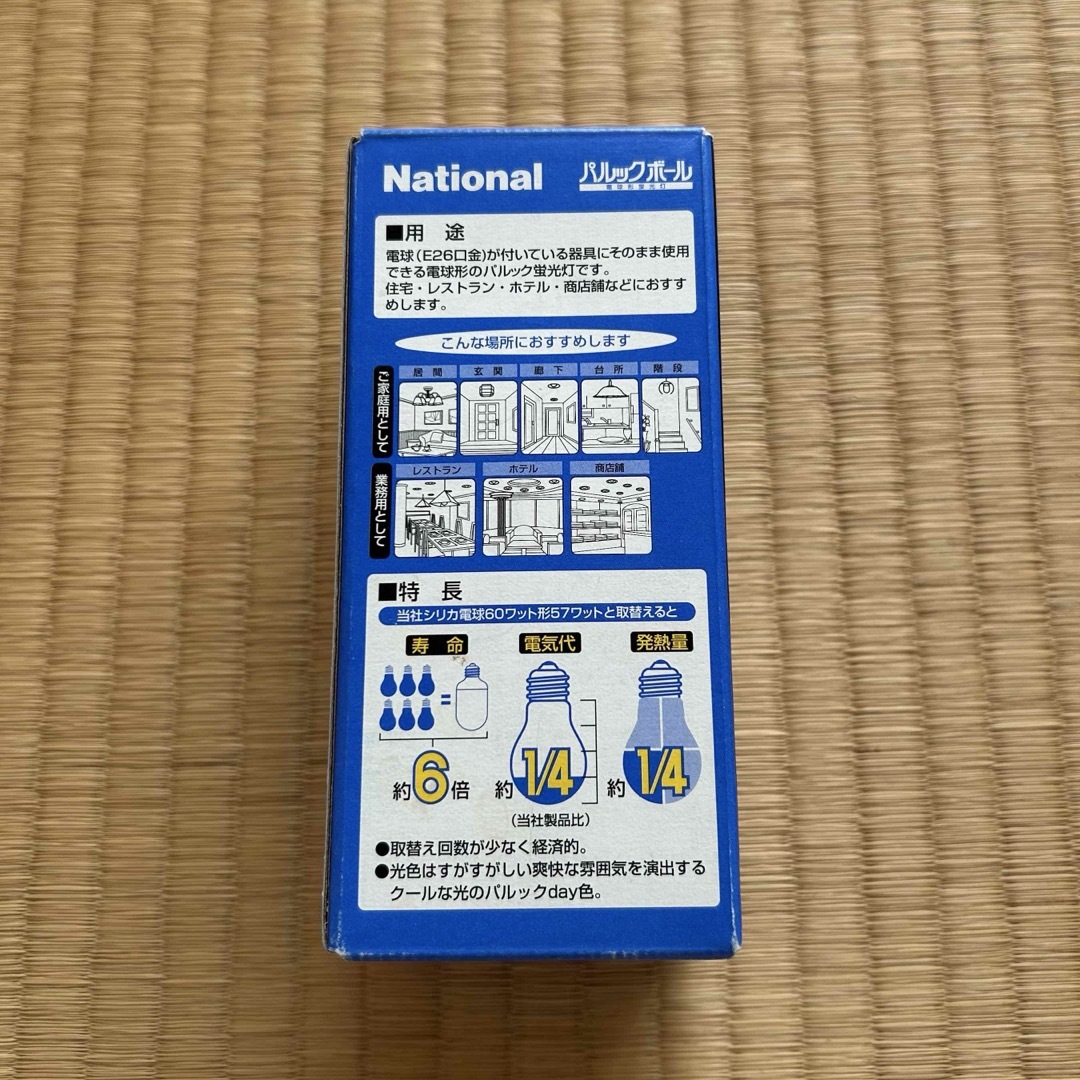 National
パルックボール
電球形蛍光灯
■用 途
電球(E26口金)が付いている器具にそのまま使用
できる電球形のパルック蛍光灯です。
住宅・レストラン・ホテル・商店舗などにおすす
めします。
こんな場所におすすめします
ご家庭用として
居間 玄関 廊下 台所 階段
業務用として
レストラン ホテル 商店舗
■特 長
当社シリカ電球60ワット形57ワットと取替えると
寿命 電気代 発熱量
=
約6倍 約1/4 約1/4
(当社製品比)
●取替え回数が少なく経済的。
●光色はすがすがしい爽快な雰囲気を演出する
クールな光のパルックday色。